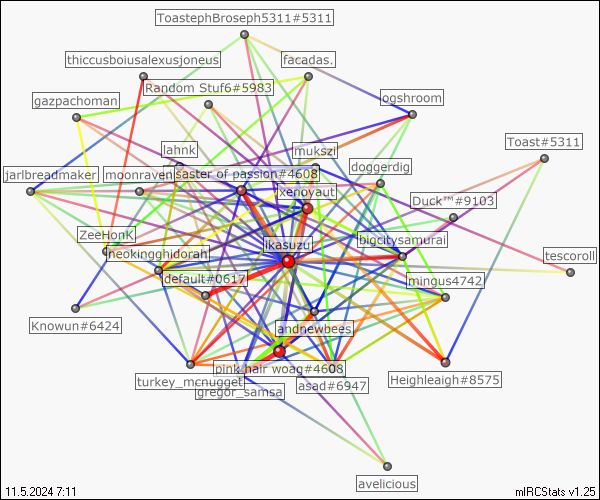 ToastephBroseph5311#5311
thiccusboiusalexusjoneus
facadas.
Random Stuf6#5983
gazpachoman
ogshroom
Toast#5311
lahnk
lmukszi
doggerdig
jarlbreadmaker
moonraven
saster of passion#4608
xenoyaut
Duck™#9103
ZeeHonK
ikasuzu
bigcitysamurai
neokingghidorah
tescoroll
default#0617
mingus4742
Knowun#6424
andnewbees
pink hair woag#4608
turkey_mcnugget
asad#6947
Heighleigh#8575
gregor_samsa
avelicious
11.5.2024 7:11
mIRCStats v1.25